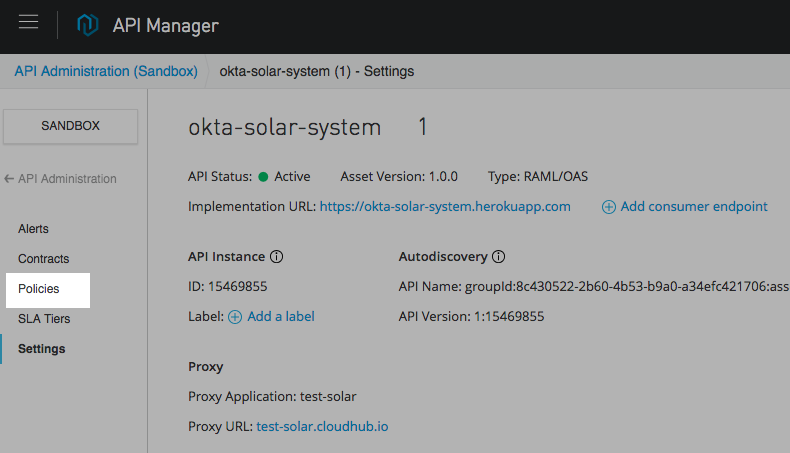 API Manager
API Administration (Sandbox) okta-solar-system (1) - Settings
SANDBOX
API Administration
Alerts
Contracts
Policies
SLA Tiers
Settings
okta-solar-system 1
API Status: Active Asset Version: 1.0.0 Type: RAML/OAS
Implementation URL: https://okta-solar-system.herokuapp.com Add consumer endpoint
API Instance
ID: 15469855
Label: Add a label
Autodiscovery
API Name: groupId:8c430522-2b60-4b53-b9a0-a34efc421706:ass
API Version: 1:15469855
Proxy
Proxy Application: test-solar
Proxy URL: test-solar.cloudhub.io